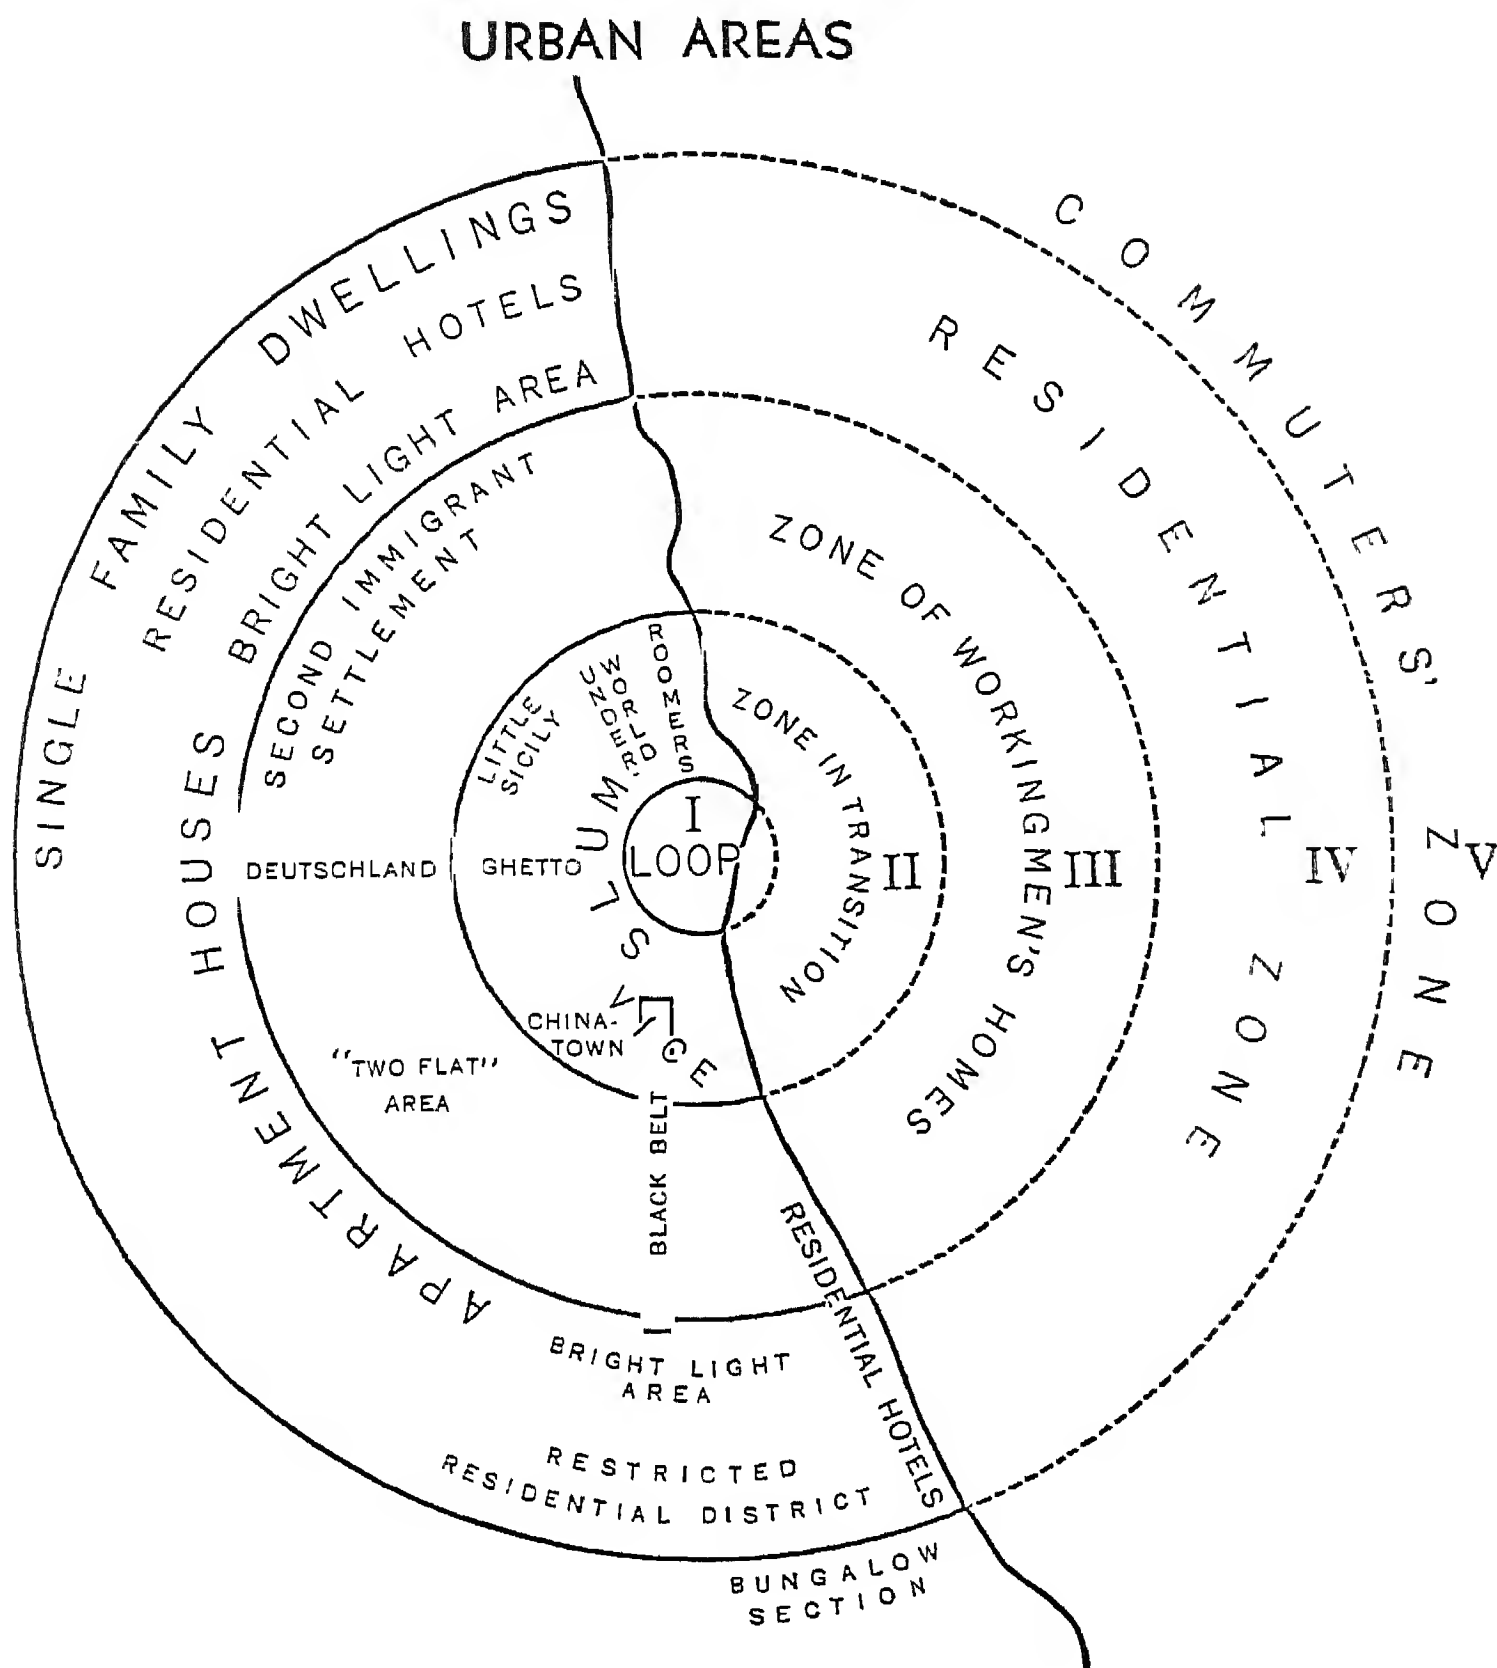 URBAN AREAS
SINGLE FAMILY DWELLINGS
RESIDENTIAL HOTELS
BRIGHT LIGHT AREA
SECOND IMMIGRANT
SETTLEMENT
APARTMENT HOUSES
LITTLE
SICILY
UNDER-
WORLD
ROOMERS
I
LOOP
SLUM
DEUTSCHLAND
GHETTO
CHINA-
TOWN
VICE
"TWO FLAT"
AREA
BLACK BELT
BRIGHT LIGHT
AREA
RESTRICTED
RESIDENTIAL DISTRICT
RESIDENTIAL HOTELS
BUNGALOW
SECTION
ZONE IN TRANSITION
II
ZONE OF WORKINGMEN'S HOMES
III
RESIDENTIAL ZONE
IV
COMMUTERS' ZONE
V